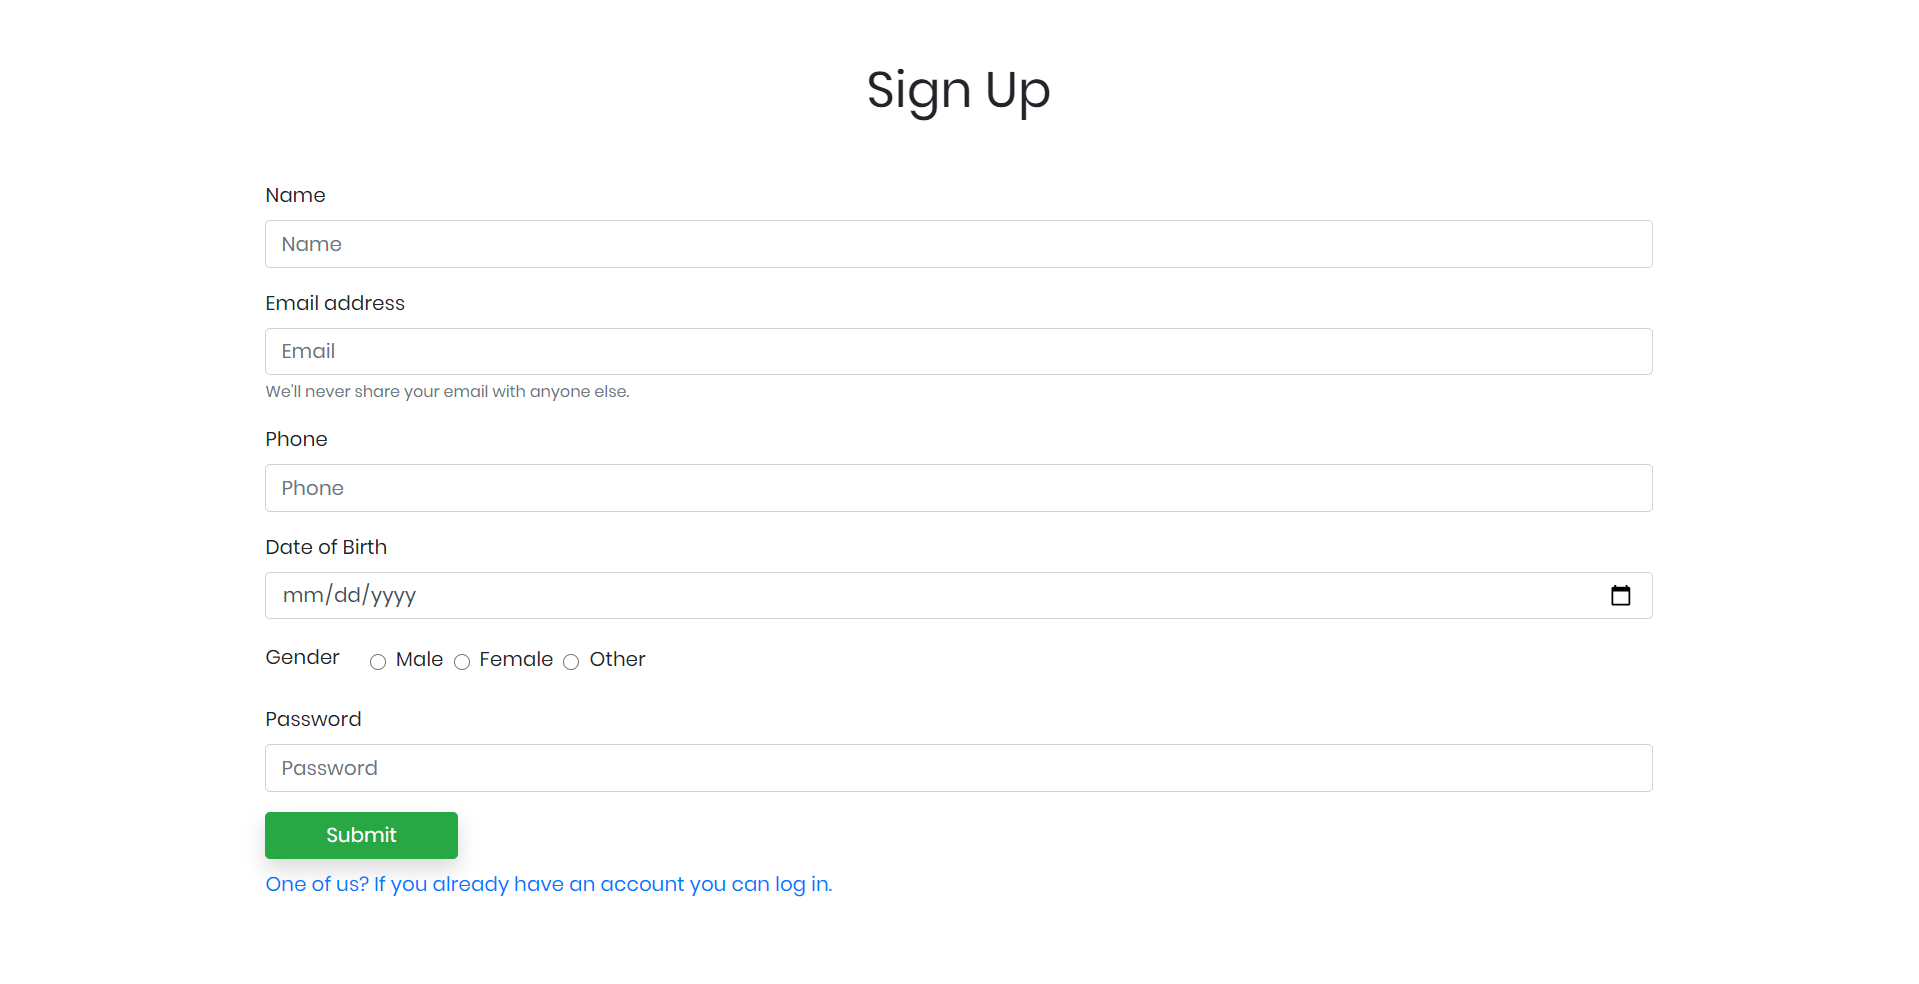 Sign Up
Name
Name
Email address
Email
We'll never share your email with anyone else.
Phone
Phone
Date of Birth
mm/dd/yyyy
Gender Male Female Other
Password
Password
Submit
One of us? If you already have an account you can log in.